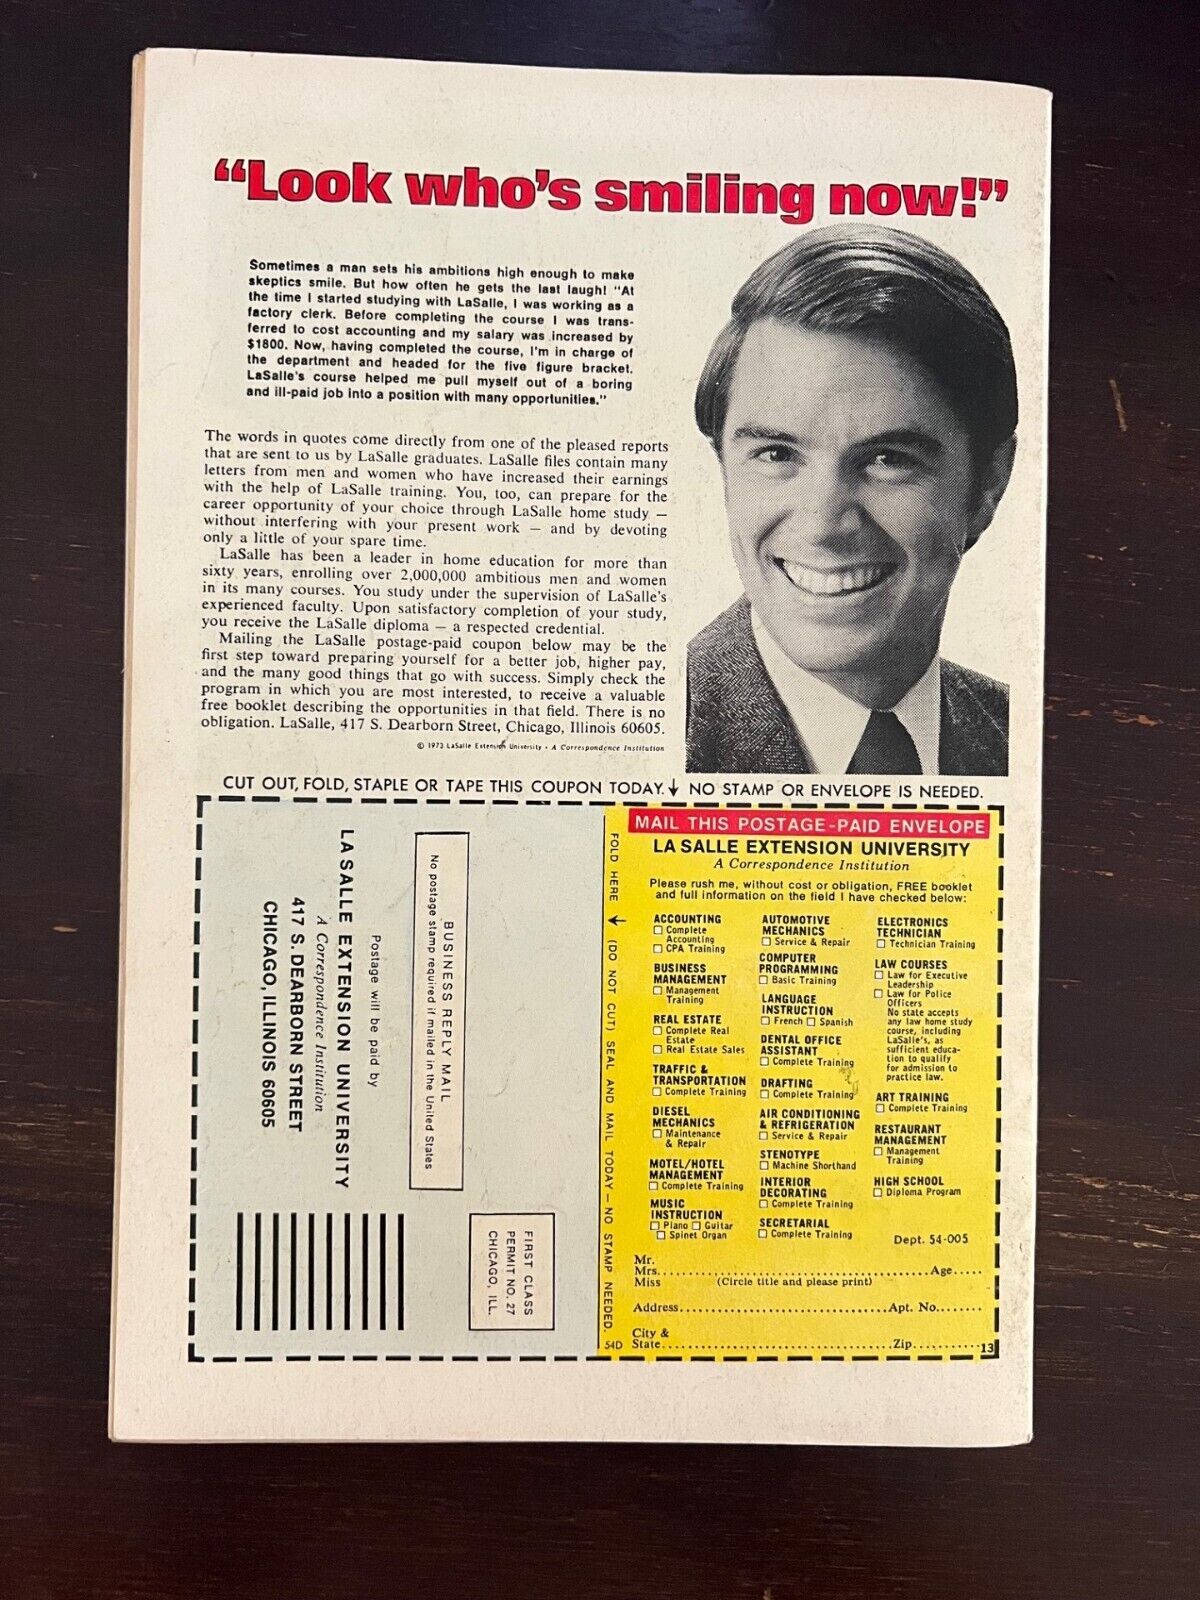 “Look who’s smiling now!”
Sometimes a man sets his ambitions high enough to make
skeptics smile. But how often he gets the last laugh! "At
the time I started studying with LaSalle, I was working as a
factory clerk. Before completing the course I was trans-
ferred to cost accounting and my salary was increased by
$1800. Now, having completed the course, I'm in charge of
the department and headed for the five figure bracket.
LaSalle's course helped me pull myself out of a boring
and ill-paid job into a position with many opportunities."
The words in quotes come directly from one of the pleased reports
that are sent to us by LaSalle graduates. LaSalle files contain many
letters from men and women who have increased their earnings
with the help of LaSalle training. You, too, can prepare for the
career opportunity of your choice through LaSalle home study —
without interfering with your present work — and by devoting
only a little of your spare time.
LaSalle has been a leader in home education for more than
sixty years, enrolling over 2,000,000 ambitious men and women
in its many courses. You study under the supervision of LaSalle's
experienced faculty. Upon satisfactory completion of your study,
you receive the LaSalle diploma — a respected credential.
Mailing the LaSalle postage-paid coupon below may be the
first step toward preparing yourself for a better job, higher pay,
and the many good things that go with success. Simply check the
program in which you are most interested, to receive a valuable
free booklet describing the opportunities in that field. There is no
obligation. LaSalle, 417 S. Dearborn Street, Chicago, Illinois 60605.
© 1973 LaSalle Extension University • A Correspondence Institution
CUT OUT, FOLD, STAPLE OR TAPE THIS COUPON TODAY. ↓ NO STAMP OR ENVELOPE IS NEEDED.
BUSINESS REPLY MAIL
No postage stamp required if mailed in the United States
Postage will be paid by
LA SALLE EXTENSION UNIVERSITY
A Correspondence Institution
417 S. DEARBORN STREET
CHICAGO, ILLINOIS 60605
FIRST CLASS
PERMIT NO. 27
CHICAGO, ILL.
FOLD HERE ↓ (DO NOT CUT) SEAL AND MAIL TODAY — NO STAMP NEEDED.
54D
MAIL THIS POSTAGE-PAID ENVELOPE
LA SALLE EXTENSION UNIVERSITY
A Correspondence Institution
Please rush me, without cost or obligation, FREE booklet
and full information on the field I have checked below:
ACCOUNTING
☐ Complete
Accounting
☐ CPA Training
BUSINESS
MANAGEMENT
☐ Management
Training
REAL ESTATE
☐ Complete Real
Estate
☐ Real Estate Sales
TRAFFIC &
TRANSPORTATION
☐ Complete Training
DIESEL
MECHANICS
☐ Maintenance
& Repair
MOTEL/HOTEL
MANAGEMENT
☐ Complete Training
MUSIC
INSTRUCTION
☐ Piano ☐ Guitar
☐ Spinet Organ
AUTOMOTIVE
MECHANICS
☐ Service & Repair
COMPUTER
PROGRAMMING
☐ Basic Training
LANGUAGE
INSTRUCTION
☐ French ☐ Spanish
DENTAL OFFICE
ASSISTANT
☐ Complete Training
DRAFTING
☐ Complete Training
AIR CONDITIONING
& REFRIGERATION
☐ Service & Repair
STENOTYPE
☐ Machine Shorthand
INTERIOR
DECORATING
☐ Complete Training
SECRETARIAL
☐ Complete Training
ELECTRONICS
TECHNICIAN
☐ Technician Training
LAW COURSES
☐ Law for Executive
Leadership
☐ Law for Police
Officers
No state accepts
any law home study
course, including
LaSalle's, as
sufficient educa-
tion to qualify
for admission to
practice law.
ART TRAINING
☐ Complete Training
RESTAURANT
MANAGEMENT
☐ Management
Training
HIGH SCHOOL
☐ Diploma Program
Dept. 54-005
Mr.
Mrs. Age
Miss (Circle title and please print)
Address Apt. No.
City &
State Zip
13